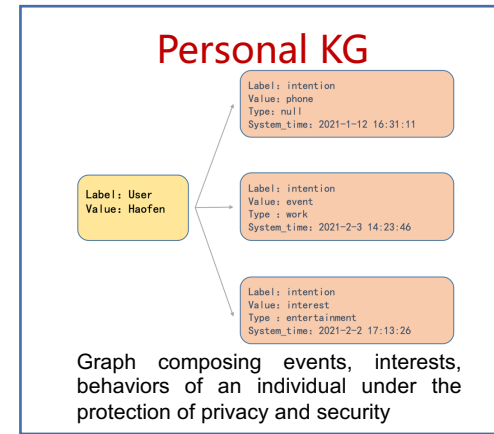 Personal KG
Label: intention
Value: phone
Type: null
System_time: 2021-1-12 16:31:11
Label: User
Value: Haofen
Label: intention
Value: event
Type : work
System_time: 2021-2-3 14:23:46
Label: intention
Value: interest
Type : entertainment
System_time: 2021-2-2 17:13:26
Graph composing events, interests,
behaviors of an individual under the
protection of privacy and security